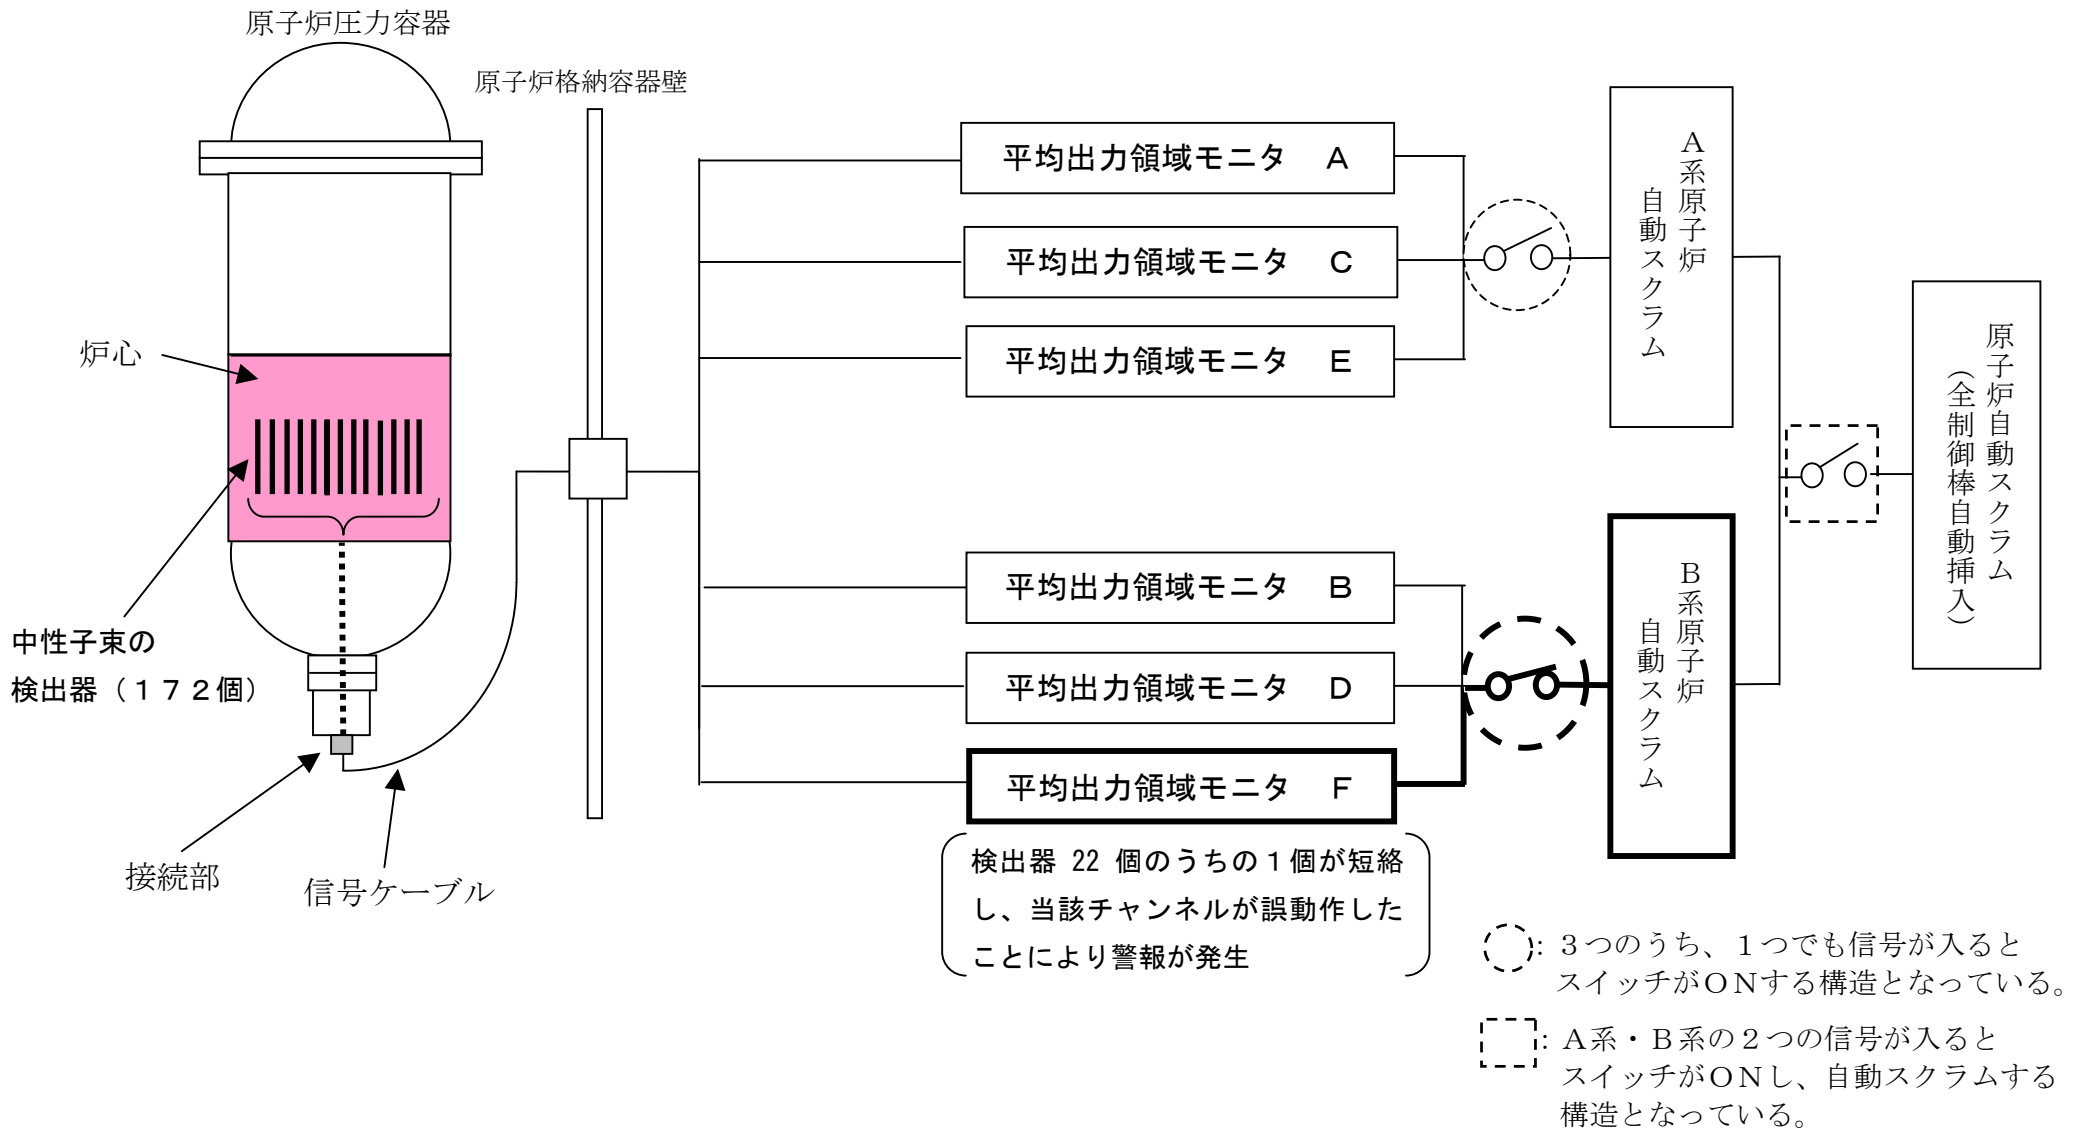 原子炉圧力容器
原子炉格納容器壁
炉心
中性子束の
検出器（１７２個）
接続部
信号ケーブル
平均出力領域モニタ　Ａ
平均出力領域モニタ　Ｃ
平均出力領域モニタ　Ｅ
平均出力領域モニタ　Ｂ
平均出力領域モニタ　Ｄ
平均出力領域モニタ　Ｆ
検出器 22 個のうちの１個が短絡
し、当該チャンネルが誤動作した
ことにより警報が発生
Ａ系原子炉
自動スクラム
Ｂ系原子炉
自動スクラム
原子炉自動スクラム
（全制御棒自動挿入）
: ３つのうち、１つでも信号が入ると
スイッチがＯＮする構造となっている。
: Ａ系・Ｂ系の２つの信号が入ると
スイッチがＯＮし、自動スクラムする
構造となっている。